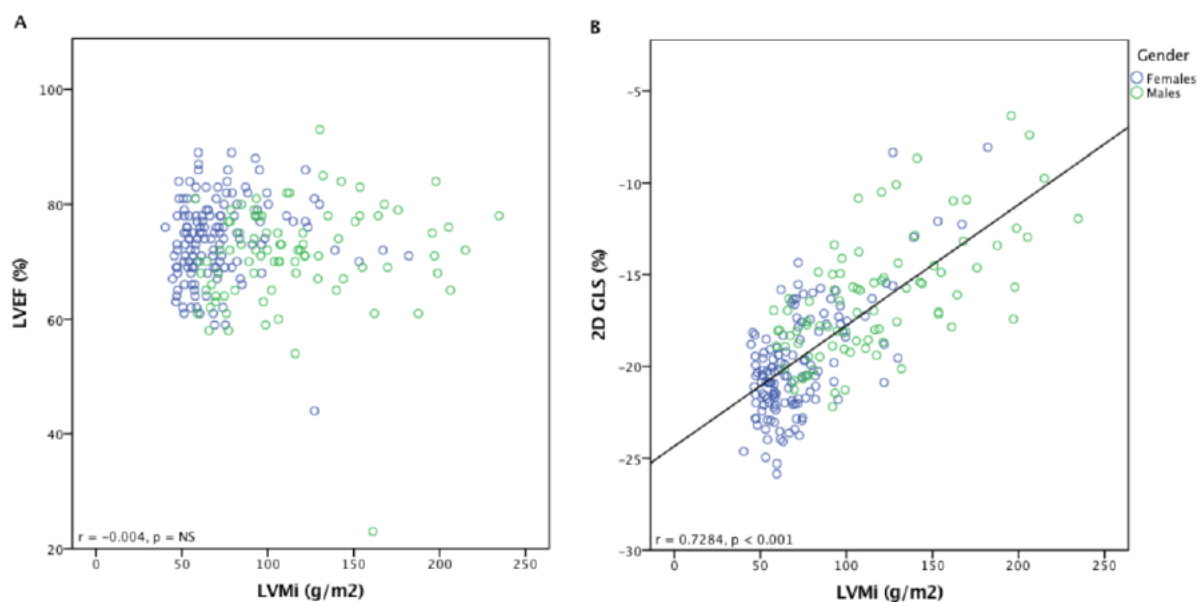 A
100
80
60
40
20
LVEF (%)
r = -0.004, p = NS
0
50
100
150
200
250
LVMi (g/m2)
B
-5
-10
-15
-20
-25
-30
2D GLS (%)
r = 0.7284, p < 0.001
0
50
100
150
200
250
LVMi (g/m2)
Gender
Females
Males